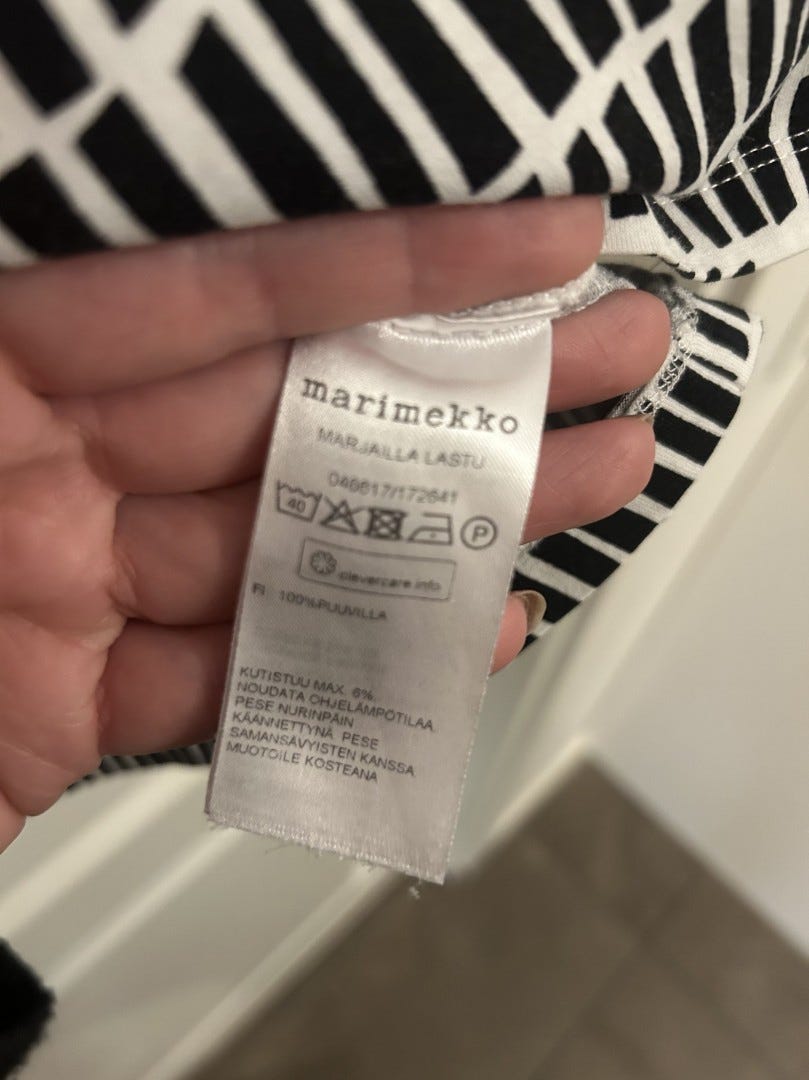 marimekko
MARJAILLA LASTU
046617/172641
40
P
clevercare.info
FI 100%PUUVILLA
KUTISTUU MAX. 6%.
NOUDATA OHJELÄMPÖTILAA.
PESE NURINPÄIN
KÄÄNNETTYNÄ. PESE
SAMANSÄVYISTEN KANSSA.
MUOTOILE KOSTEANA